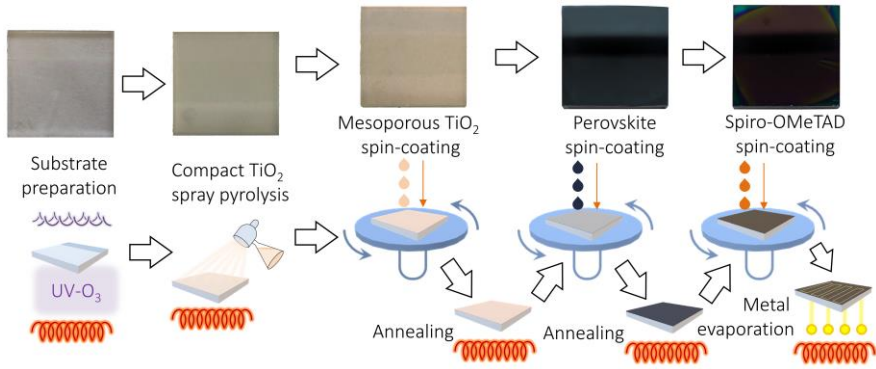 Substrate
preparation
UV-O₃
Compact TiO₂
spray pyrolysis
Mesoporous TiO₂
spin-coating
Annealing
Perovskite
spin-coating
Annealing
Spiro-OMeTAD
spin-coating
Metal
evaporation